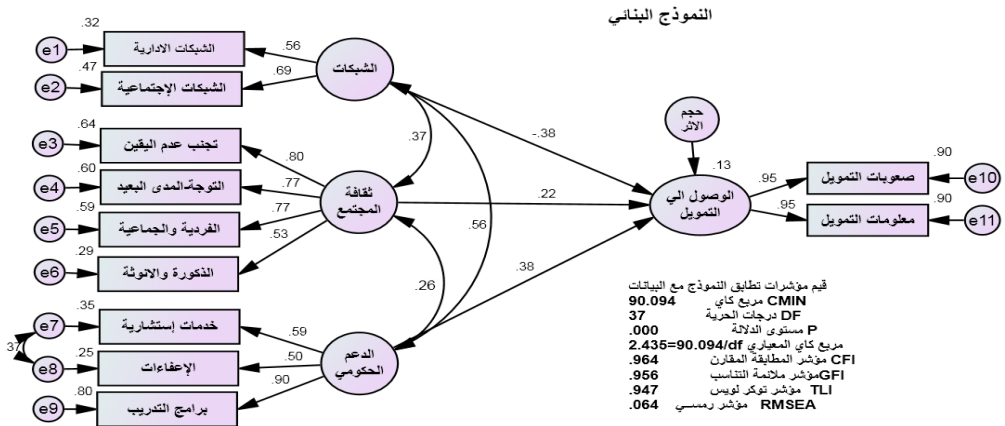 النموذج البنائي
.32
e1
الشبكات الادارية
.56
.47
e2
الشبكات الإجتماعية
.69
الشبكات
.64
e3
تجنب عدم اليقين
.80
.60
e4
التوجة-المدى البعيد
.77
.59
e5
الفردية والجماعية
.77
.29
e6
الذكورة والانوثة
.53
ثقافة
المجتمع
.35
e7
خدمات إستشارية
.59
.37
.25
e8
الإعفاءات
.50
.80
e9
برامج التدريب
.90
الدعم
الحكومي
.37
.56
.26
-.38
.22
.38
حجم
الاثر
.13
الوصول الي
التمويل
.95
.90
صعوبات التمويل
e10
.95
.90
معلومات التمويل
e11
قيم مؤشرات تطابق النموذج مع البيانات
CMIN مربع كاي 90.094
DF درجات الحرية 37
P مستوى الدلالة .000
مربع كاي المعياري 2.435=90.094/df
CFI مؤشر المطابقة المقارن .964
GFIمؤشر ملائمة التناسب .956
TLI مؤشر توكر لويس .947
RMSEA مؤشر رمسي .064